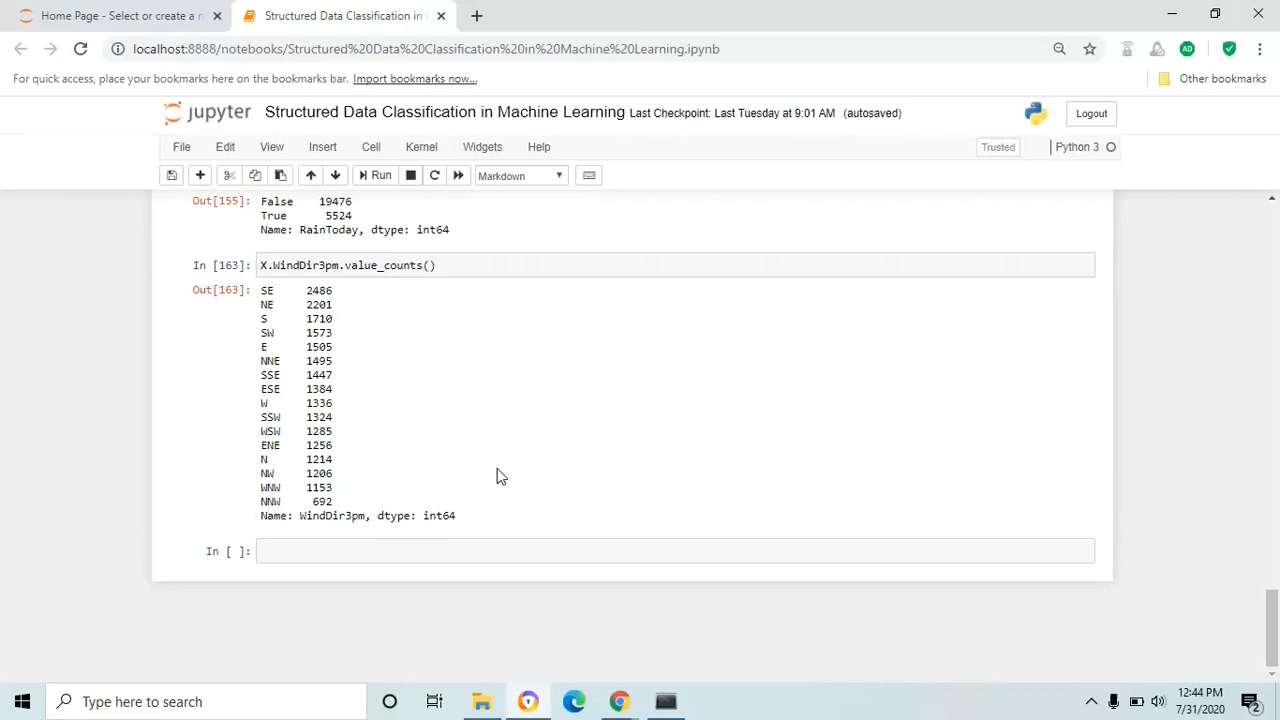 Home Page - Select or create a n
Structured Data Classification in
localhost:8888/notebooks/Structured%20Data%20Classification%20in%20Machine%20Learning.ipynb
For quick access, place your bookmarks here on the bookmarks bar. Import bookmarks now...
Other bookmarks
jupyter Structured Data Classification in Machine Learning Last Checkpoint: Last Tuesday at 9:01 AM (autosaved)
Logout
File Edit View Insert Cell Kernel Widgets Help
Trusted
Python 3
Run
Markdown
Out[155]: False 19476
True 5524
Name: RainToday, dtype: int64
In [163]: X.WindDir3pm.value_counts()
Out[163]: SE 2486
NE 2201
S 1710
SW 1573
E 1505
NNE 1495
SSE 1447
ESE 1384
W 1336
SSW 1324
WSW 1285
ENE 1256
N 1214
NW 1206
WNW 1153
NNW 692
Name: WindDir3pm, dtype: int64
In [ ]:
Type here to search
12:44 PM
7/31/2020
2
AD